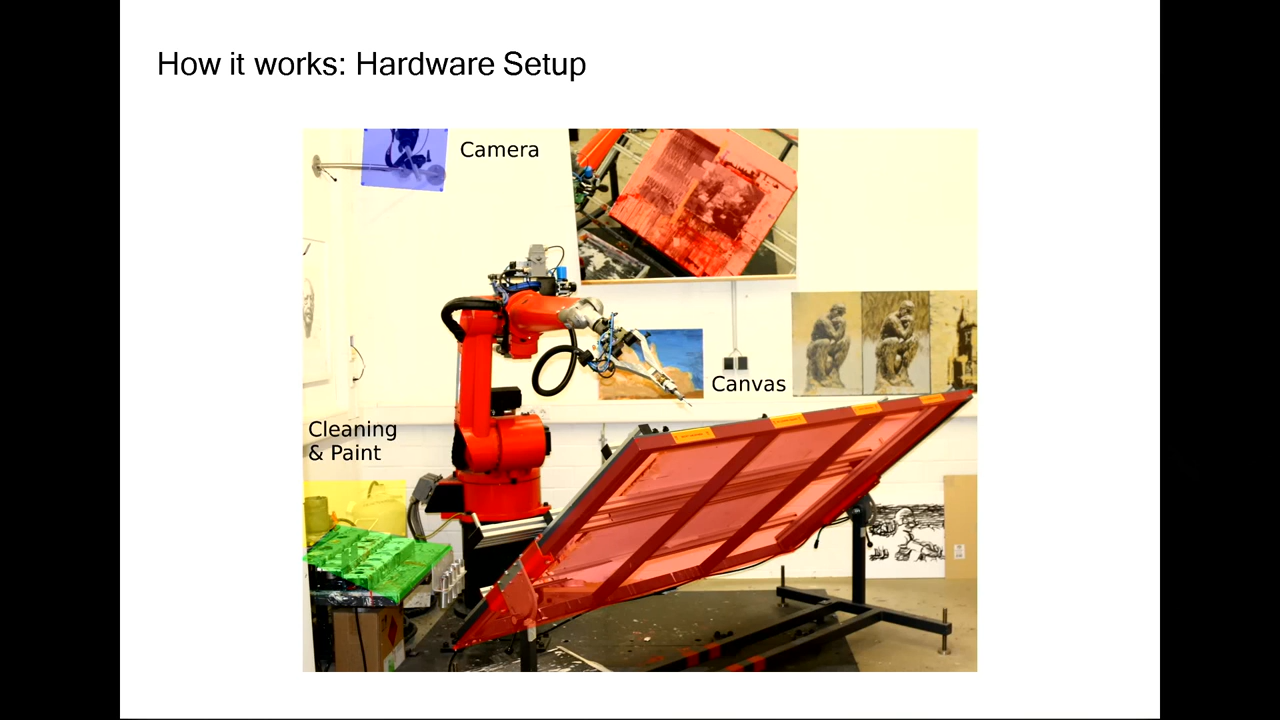 How it works: Hardware Setup
Camera
Canvas
Cleaning
& Paint